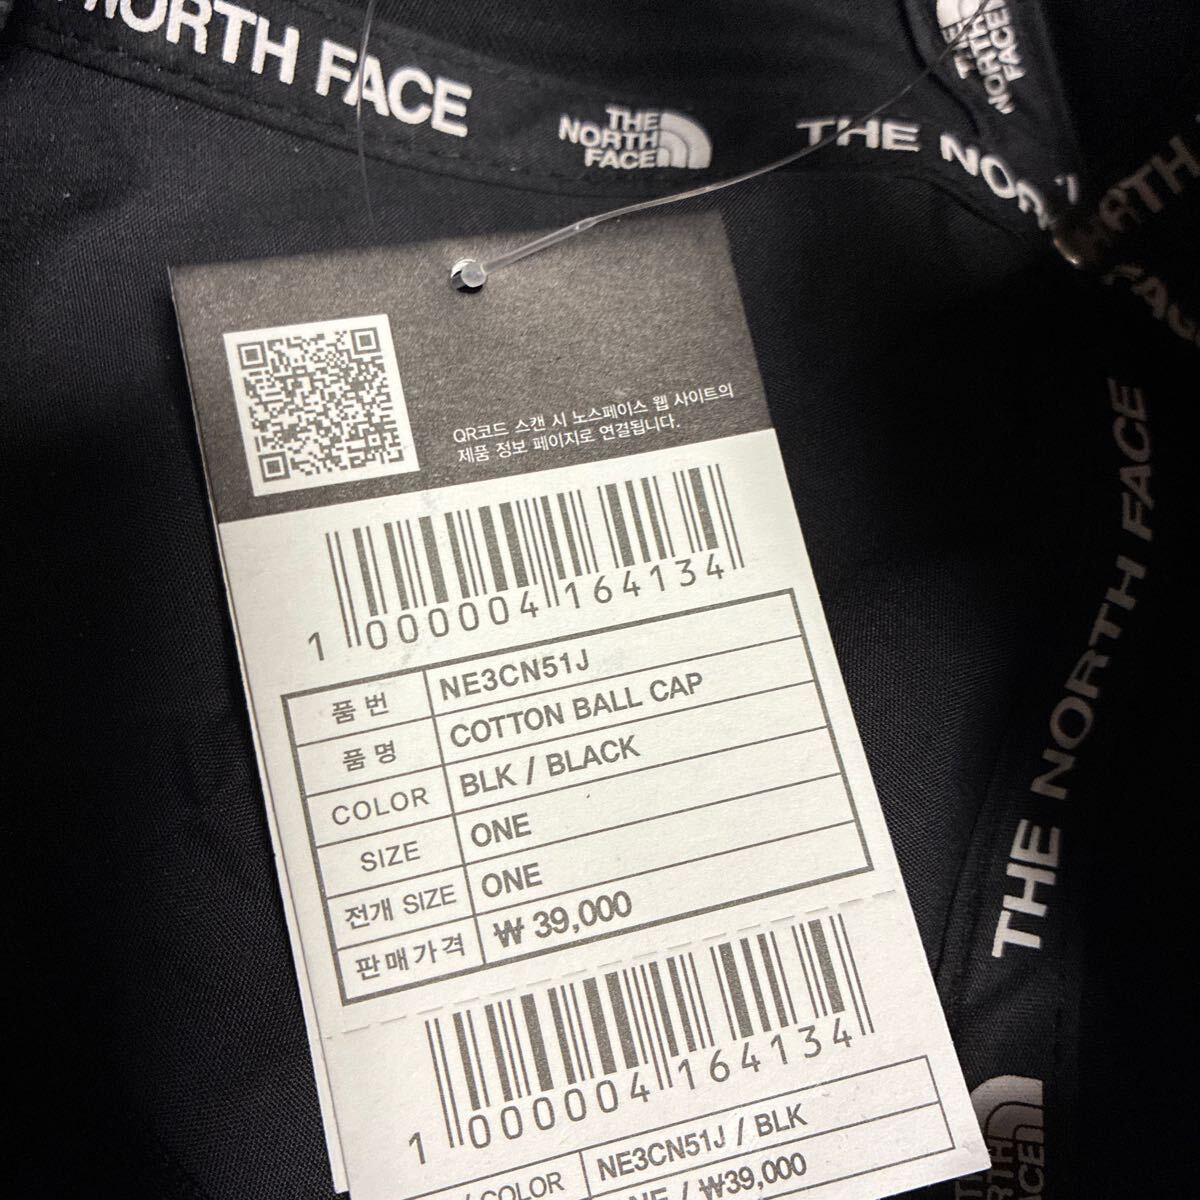 NORTH FACE
THE
NORTH
FACE
THE NORTH
THE
NORTH
FACE
QR코드 스캔 시 노스페이스 웹 사이트의
제품 정보 페이지로 연결됩니다.
1 000004 164134
품번 NE3CN51J
품명 COTTON BALL CAP
COLOR BLK / BLACK
SIZE ONE
전개 SIZE ONE
판매가격 ₩ 39,000
1 000004 164134
/ COLOR NE3CN51J / BLK
ONE / ₩39,000
THE NORTH FACE